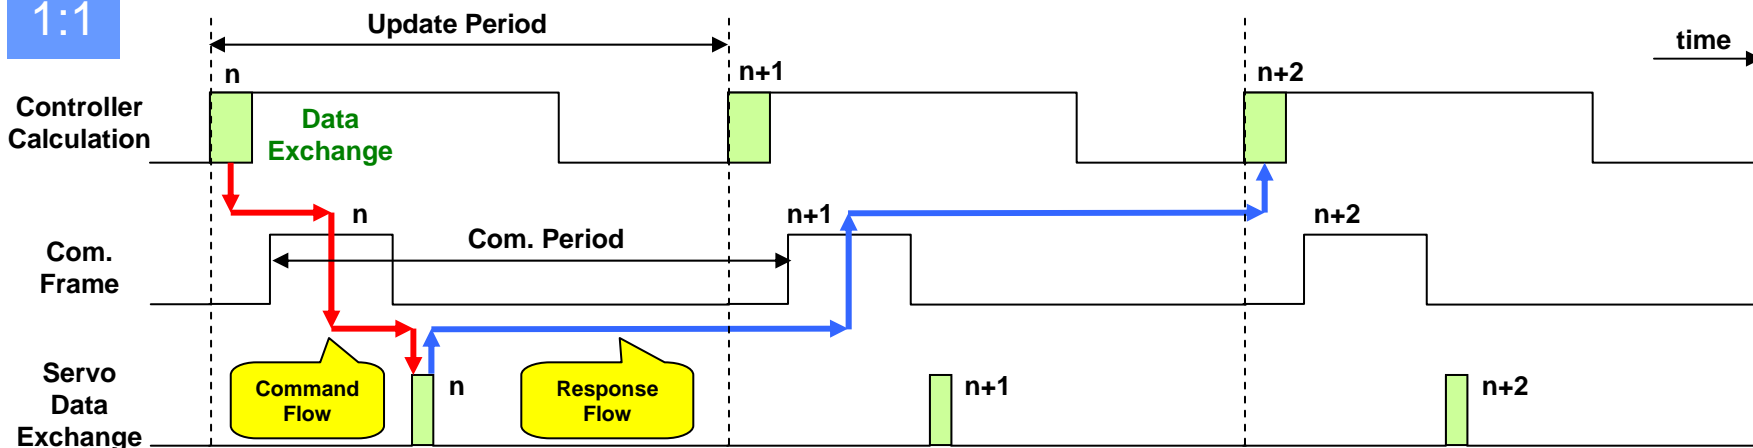 1:1
Update Period
time
n
n+1
n+2
Controller
Calculation
Data
Exchange
n
n+1
n+2
Com.
Frame
Com. Period
Servo
Data
Exchange
Command
Flow
n
Response
Flow
n+1
n+2